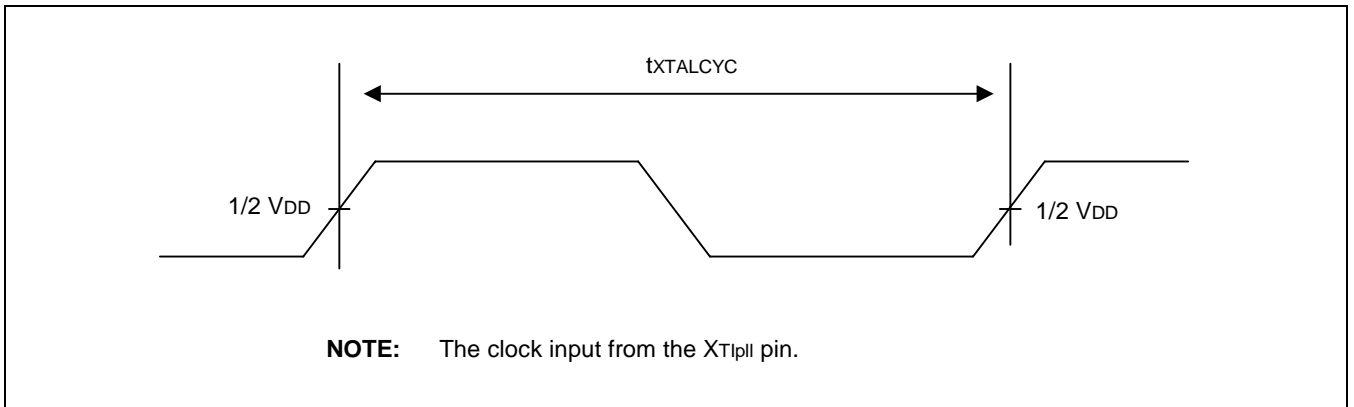 tXTALCYC
1/2 VDD
1/2 VDD
NOTE: The clock input from the XTIpll pin.